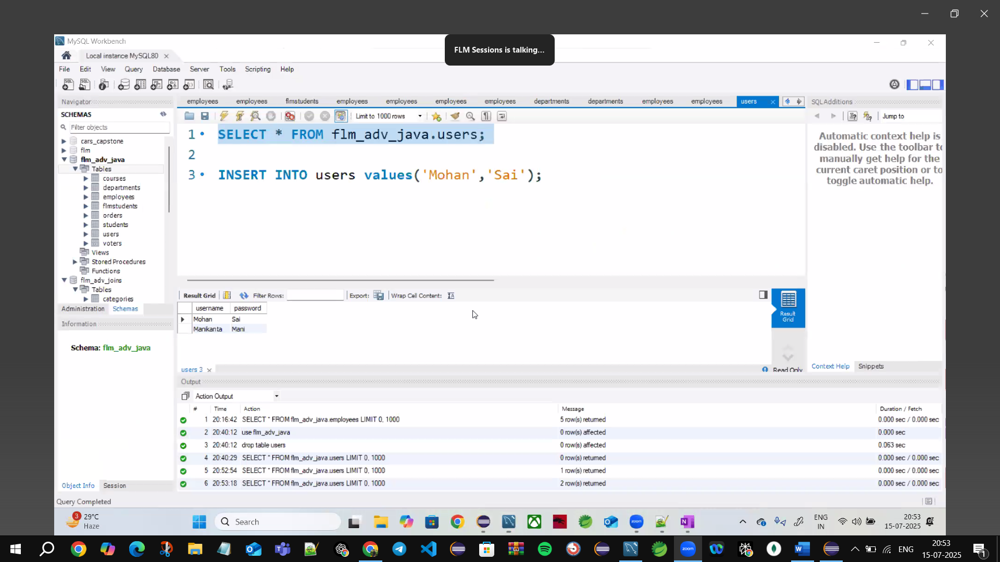 MySQL Workbench
FLM Sessions is talking...
Local instance MySQL80
File Edit View Query Database Server Tools Scripting Help
Navigator
employees employees flmstudents employees employees employees employees departments departments employees employees users
SQLAdditions
SCHEMAS
Limit to 1000 rows
Jump to
Filter objects
cars_capstone
flm
flm_adv_java
Tables
courses
departments
employees
flmstudents
orders
students
users
voters
Views
Stored Procedures
Functions
flm_adv_joins
Tables
categories
1 SELECT * FROM flm_adv_java.users;
2
3 INSERT INTO users values('Mohan','Sai');
Automatic context help is
disabled. Use the toolbar to
manually get help for the
current caret position or to
toggle automatic help.
Administration Schemas
Information
Schema: flm_adv_java
Result Grid Filter Rows: Export: Wrap Cell Content:
username password
Mohan Sai
Manikanta Mani
Result
Grid
users 3
Read Only
Context Help Snippets
Output
Action Output
# Time Action Message Duration / Fetch
1 20:16:42 SELECT * FROM flm_adv_java.employees LIMIT 0, 1000 5 row(s) returned 0.000 sec / 0.000 sec
2 20:40:12 use flm_adv_java 0 row(s) affected 0.000 sec
3 20:40:12 drop table users 0 row(s) affected 0.063 sec
4 20:40:29 SELECT * FROM flm_adv_java.users LIMIT 0, 1000 0 row(s) returned 0.000 sec / 0.000 sec
5 20:52:54 SELECT * FROM flm_adv_java.users LIMIT 0, 1000 1 row(s) returned 0.000 sec / 0.000 sec
6 20:53:18 SELECT * FROM flm_adv_java.users LIMIT 0, 1000 2 row(s) returned 0.000 sec / 0.000 sec
Object Info Session
Query Completed
3
29°C
Haze
Search
zoom
ENG
IN
20:53
15-07-2025
zoom
ENG
20:53
15-07-2025
1